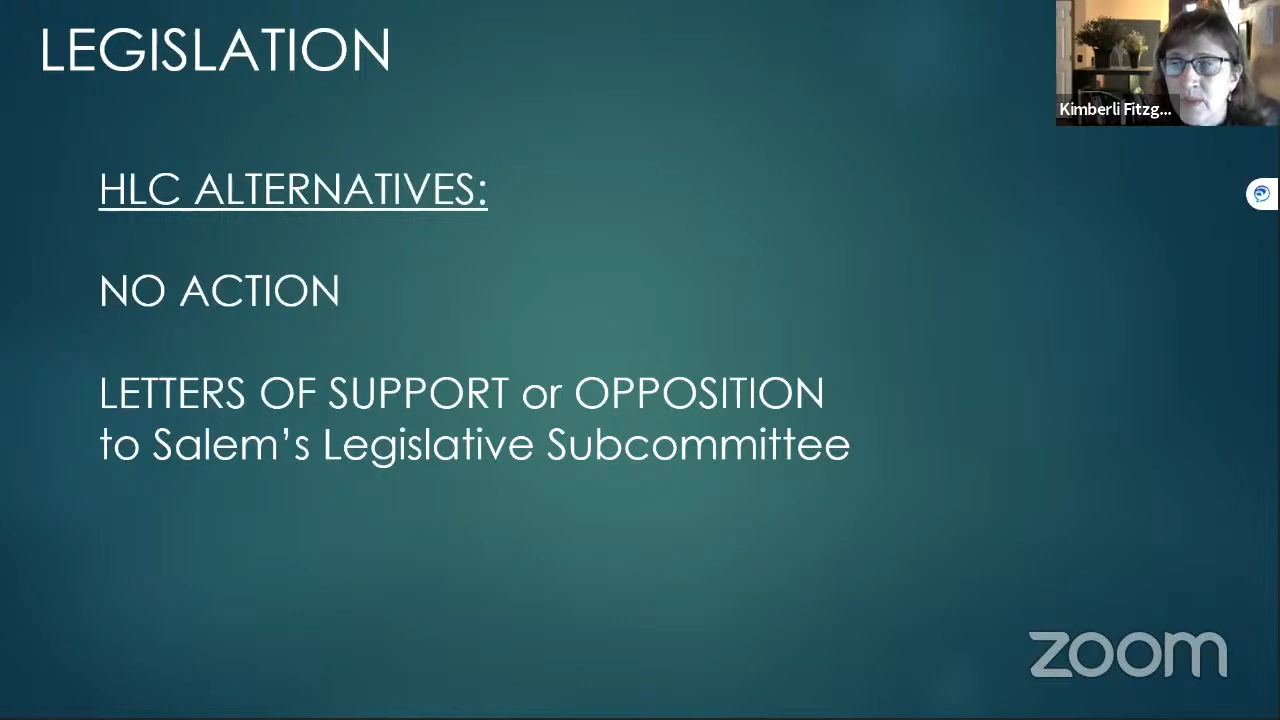 LEGISLATION
Kimberli Fitzg...
HLC ALTERNATIVES:
NO ACTION
LETTERS OF SUPPORT or OPPOSITION
to Salem’s Legislative Subcommittee
zoom